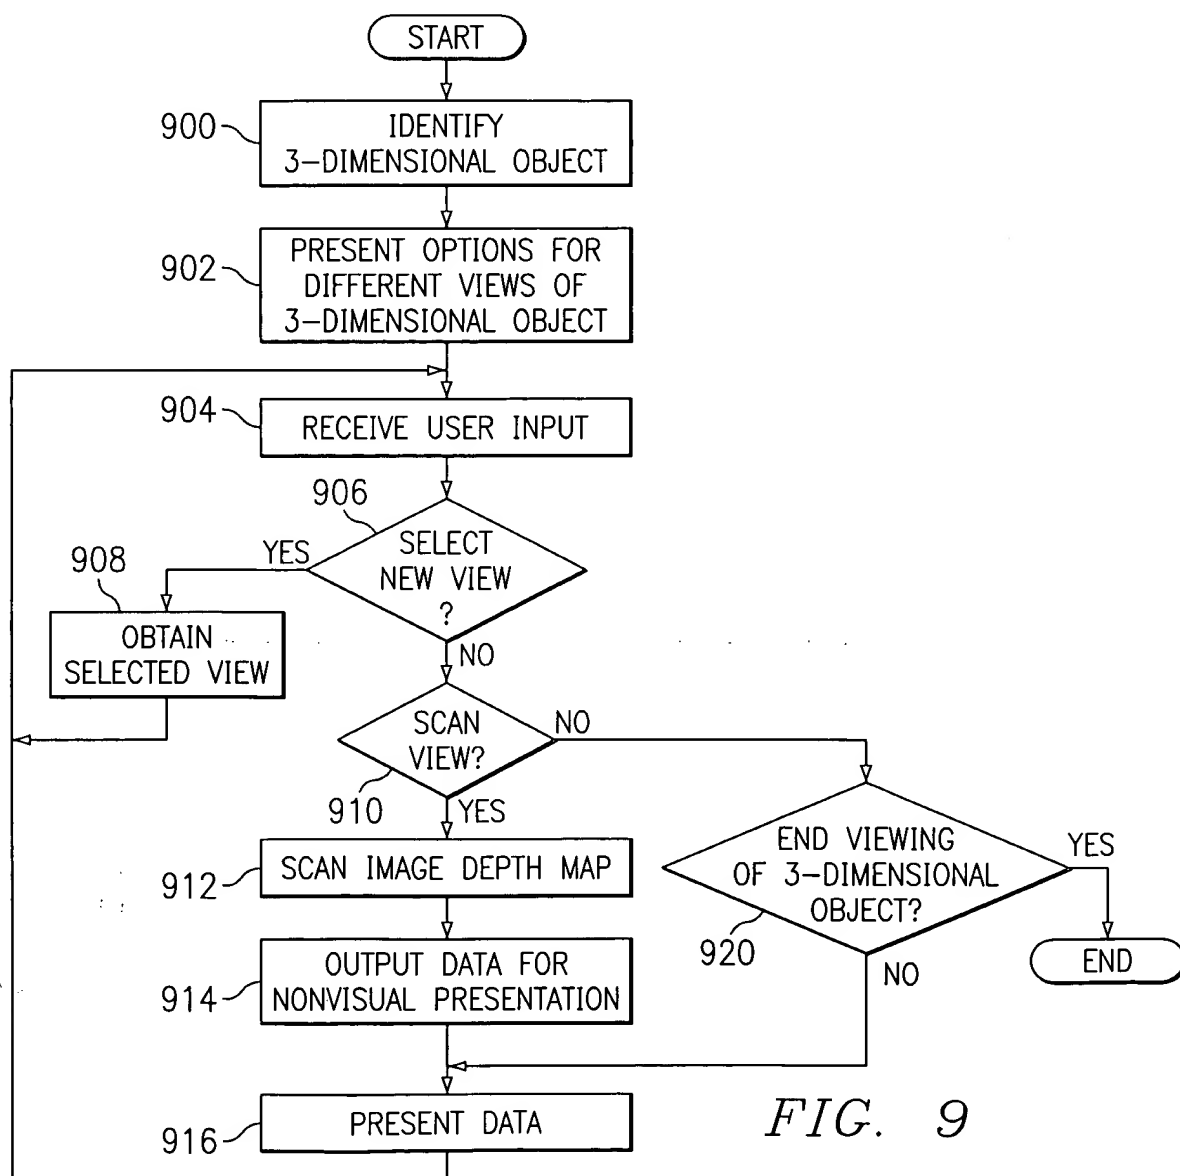 START
900
IDENTIFY
3-DIMENSIONAL OBJECT
902
PRESENT OPTIONS FOR
DIFFERENT VIEWS OF
3-DIMENSIONAL OBJECT
904
RECEIVE USER INPUT
906
SELECT
NEW VIEW
?
YES
NO
908
OBTAIN
SELECTED VIEW
SCAN
VIEW?
NO
910
YES
912
SCAN IMAGE DEPTH MAP
END VIEWING
OF 3-DIMENSIONAL
OBJECT?
YES
920
NO
END
914
OUTPUT DATA FOR
NONVISUAL PRESENTATION
916
PRESENT DATA
FIG. 9